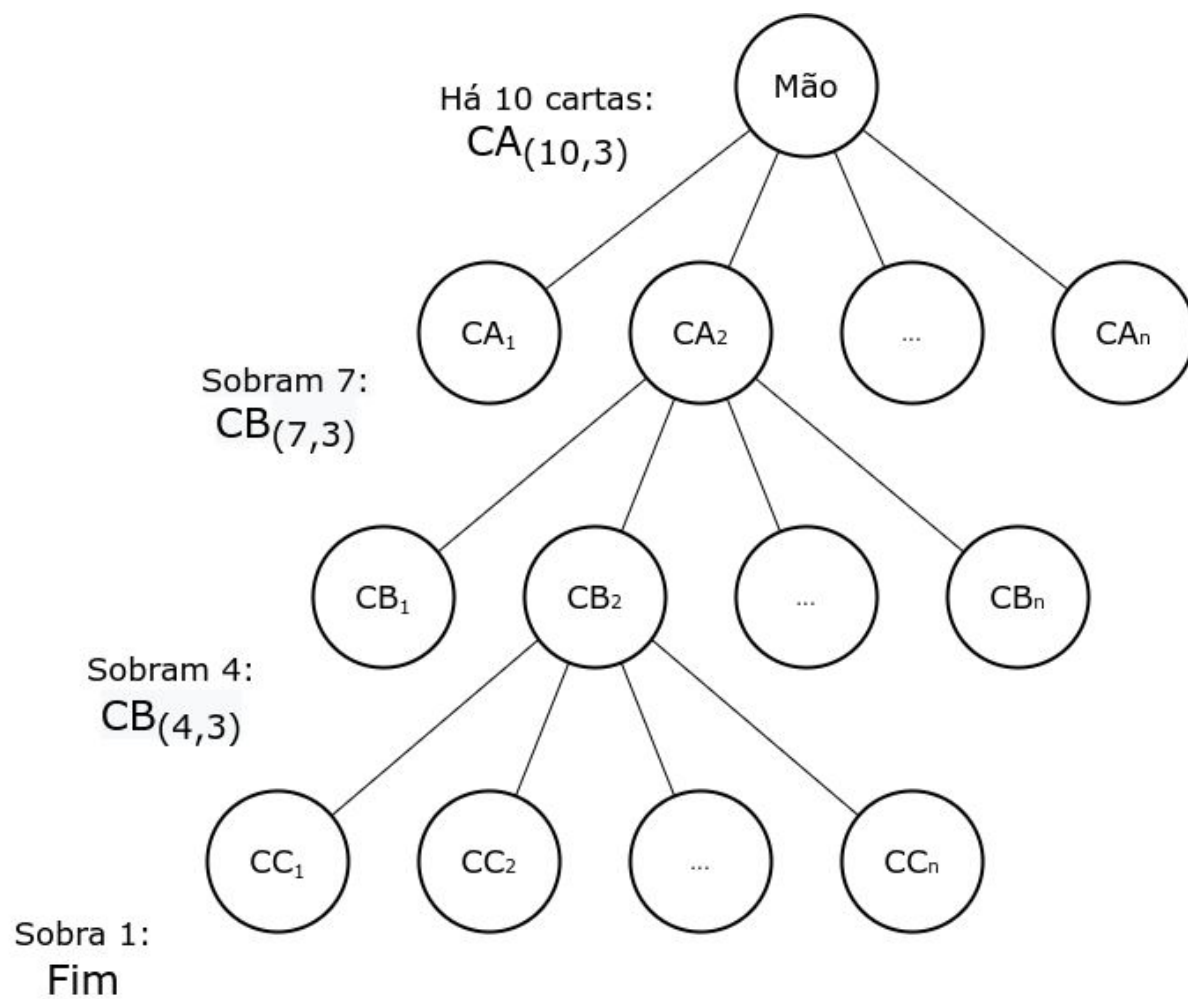 Mão
Há 10 cartas:
CA(10,3)
CA1
CA2
...
CAn
Sobram 7:
CB(7,3)
CB1
CB2
...
CBn
Sobram 4:
CB(4,3)
CC1
CC2
...
CCn
Sobra 1:
Fim